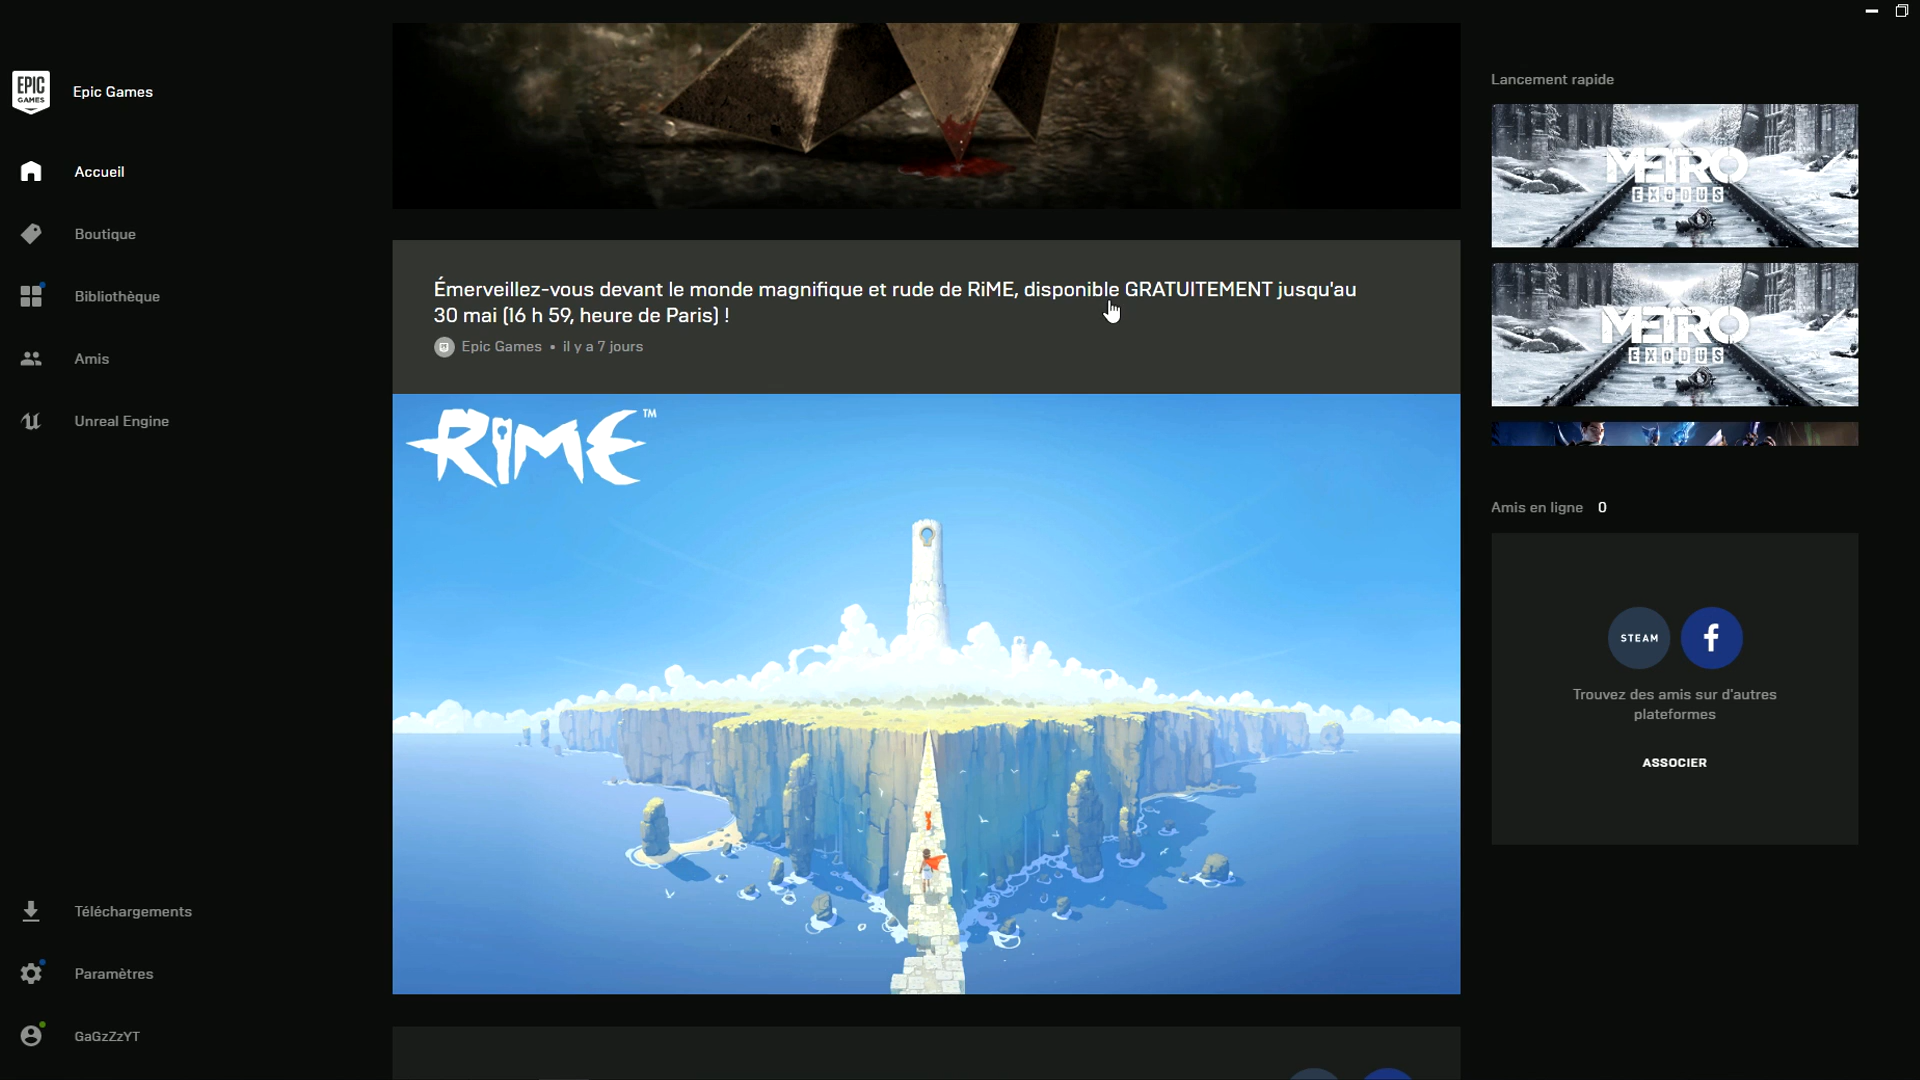 EPIC
GAMES
Epic Games
Accueil
Boutique
Bibliothèque
Amis
Unreal Engine
Téléchargements
Paramètres
GaGzZzYT
Émerveillez-vous devant le monde magnifique et rude de RiME, disponible GRATUITEMENT jusqu'au
30 mai (16 h 59, heure de Paris) !
Epic Games • il y a 7 jours
RiME™
Lancement rapide
METRO
EXODUS
METRO
EXODUS
Amis en ligne 0
STEAM
f
Trouvez des amis sur d'autres
plateformes
ASSOCIER